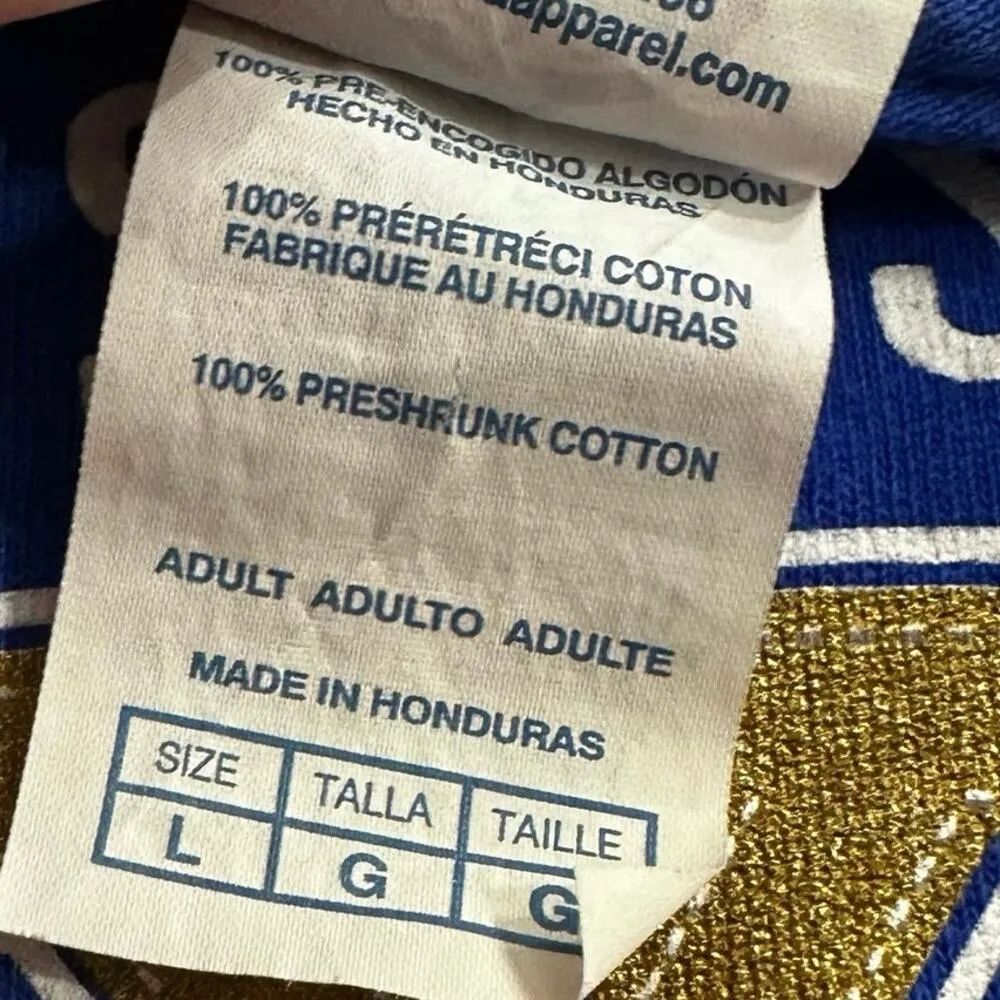 apparel.com
100% PRE-ENCOGIDO ALGODÓN
HECHO EN HONDURAS
100% PRÉRÉTRÉCI COTON
FABRIQUE AU HONDURAS
100% PRESHRUNK COTTON
ADULT ADULTO ADULTE
MADE IN HONDURAS
SIZE TALLA TAILLE
L G G